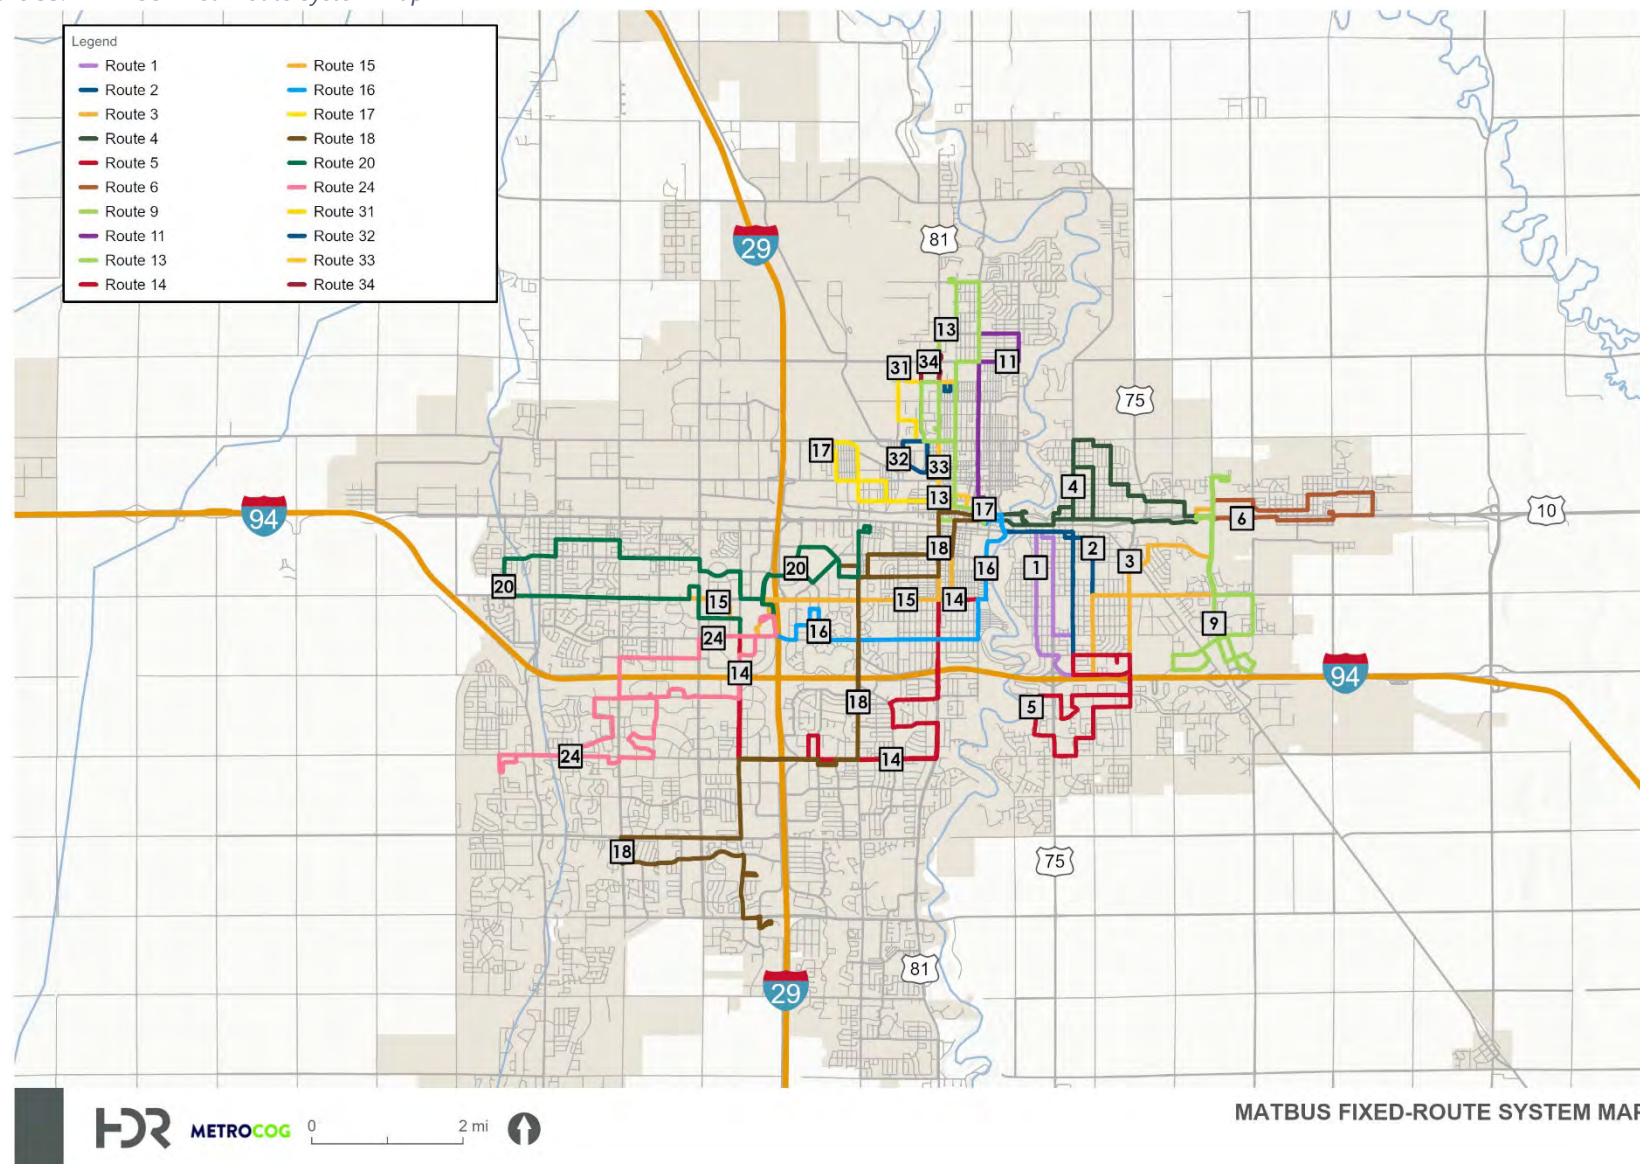 Legend
Route 1
Route 2
Route 3
Route 4
Route 5
Route 6
Route 9
Route 11
Route 13
Route 14
Route 15
Route 16
Route 17
Route 18
Route 20
Route 24
Route 31
Route 32
Route 33
Route 34
81
29
13
34
11
31
75
17
32
33
4
13
17
94
6
10
18
2
3
20
20
16
1
15
15
14
9
24
16
14
94
18
5
24
14
18
75
81
29
HDR METROCOG 0 2 mi
MATBUS FIXED-ROUTE SYSTEM MAP